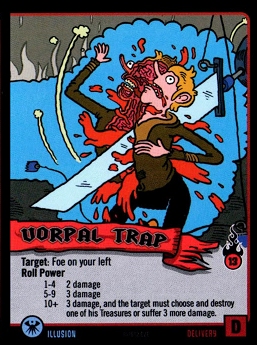 VORPAL TRAP
13
Target: Foe on your left
Roll Power
1-4 2 damage
5-9 3 damage
10+ 3 damage, and the target must choose and destroy
one of his Treasures or suffer 3 more damage.
ILLUSION DELIVERY D